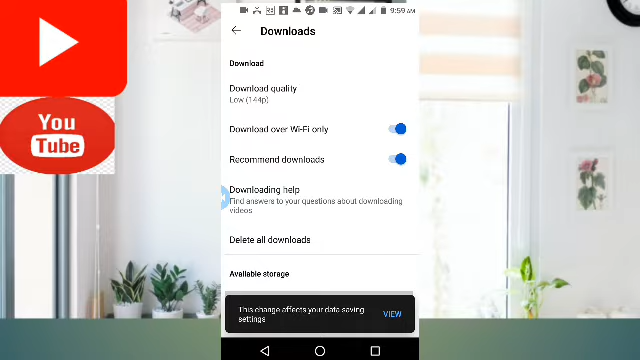 9:59 AM
Downloads
Download
Download quality
Low (144p)
Download over Wi-Fi only
Recommend downloads
Downloading help
Find answers to your questions about downloading
videos
Delete all downloads
Available storage
This change affects your data saving
settings
VIEW
You
Tube